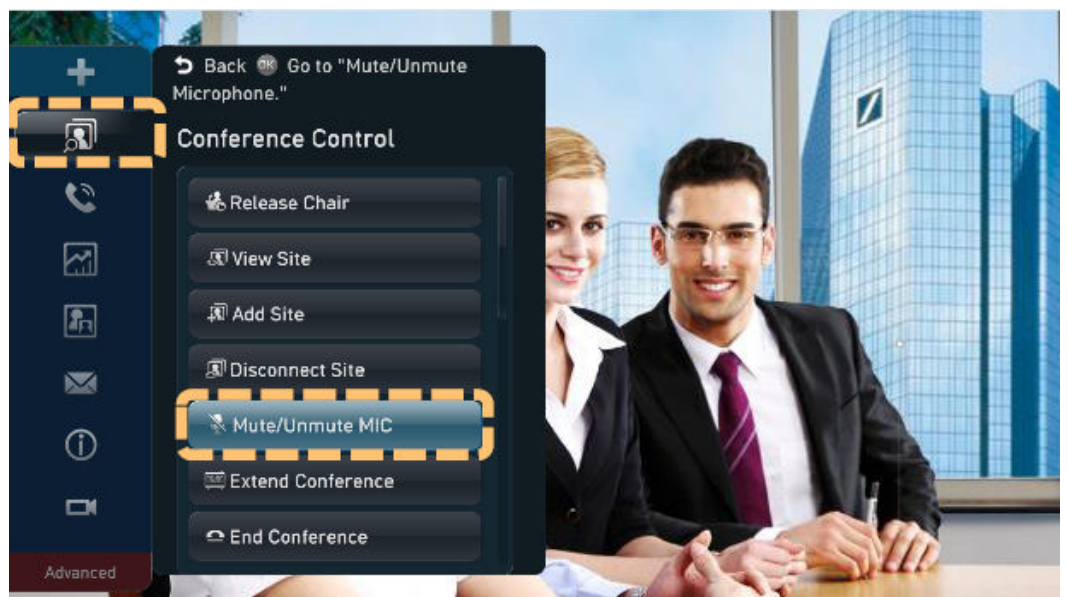 Back OK Go to "Mute/Unmute
Microphone."
Conference Control
Release Chair
View Site
Add Site
Disconnect Site
Mute/Unmute MIC
Extend Conference
End Conference
Advanced